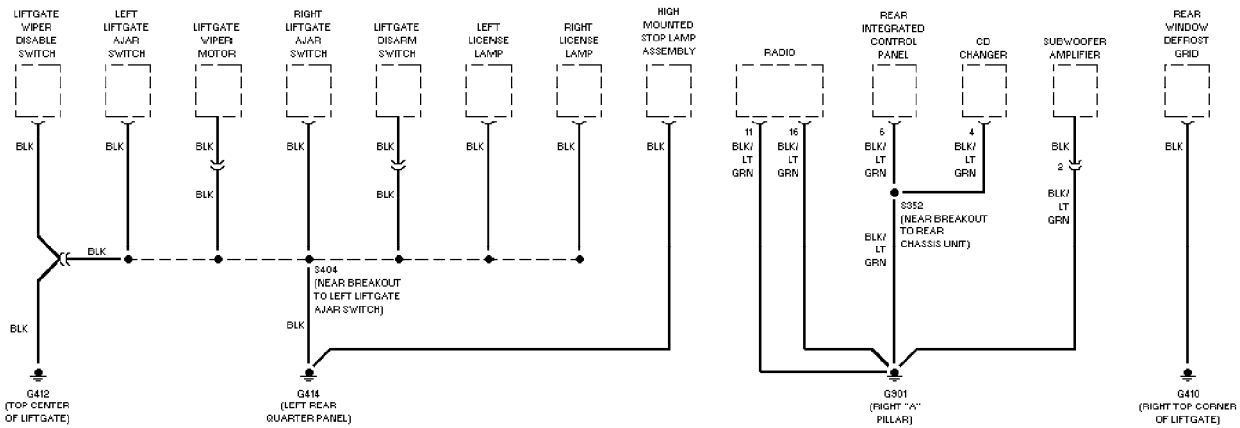 LIFTGATE
WIPER
DISABLE
SWITCH
LEFT
LIFTGATE
AJAR
SWITCH
LIFTGATE
WIPER
MOTOR
RIGHT
LIFTGATE
AJAR
SWITCH
LIFTGATE
DISARM
SWITCH
LEFT
LICENSE
LAMP
RIGHT
LICENSE
LAMP
HIGH
MOUNTED
STOP LAMP
ASSEMBLY
RADIO
REAR
INTEGRATED
CONTROL
PANEL
CD
CHANGER
SUBWOOFER
AMPLIFIER
REAR
WINDOW
DEFROST
GRID
11
16
6
4
BLK
BLK
BLK
BLK
BLK
BLK
BLK
BLK
BLK/
LT
GRN
BLK/
LT
GRN
BLK/
LT
GRN
BLK/
LT
GRN
BLK
BLK
2
BLK
BLK
BLK/
LT
GRN
S352
(NEAR BREAKOUT
TO REAR
CHASSIS UNIT)
BLK/
LT
GRN
BLK
S404
(NEAR BREAKOUT
TO LEFT LIFTGATE
AJAR SWITCH)
BLK
BLK
G412
(TOP CENTER
OF LIFTGATE)
G414
(LEFT REAR
QUARTER PANEL)
G301
(RIGHT "A"
PILLAR)
G410
(RIGHT TOP CORNER
OF LIFTGATE)